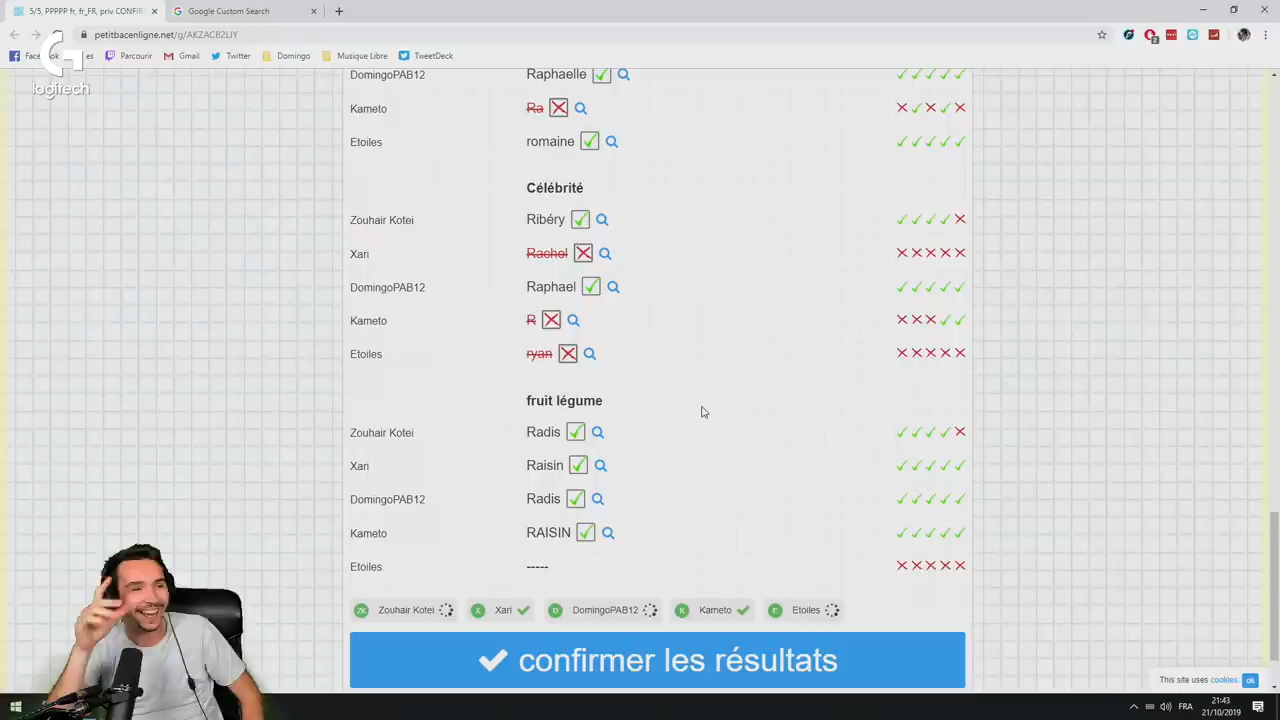 5/5, PPPPP fr, fr_FR, priv CONFIR
Google Custom Search
petitbacenligne.net/g/AKZACB2LIY
es Parcourir Gmail Twitter Domingo Musique Libre TweetDeck
logitech
DomingoPAB12 Raphaelle
Kameto Ra
Etoiles romaine
Célébrité
Zouhair Kotei Ribéry
Xari Rachel
DomingoPAB12 Raphael
Kameto R
Etoiles ryan
fruit légume
Zouhair Kotei Radis
Xari Raisin
DomingoPAB12 Radis
Kameto RAISIN
Etoiles -----
ZK Zouhair Kotei X Xari D DomingoPAB12 K Kameto E Etoiles
confirmer les résultats
This site uses cookies ok
FRA
21:43
21/10/2019